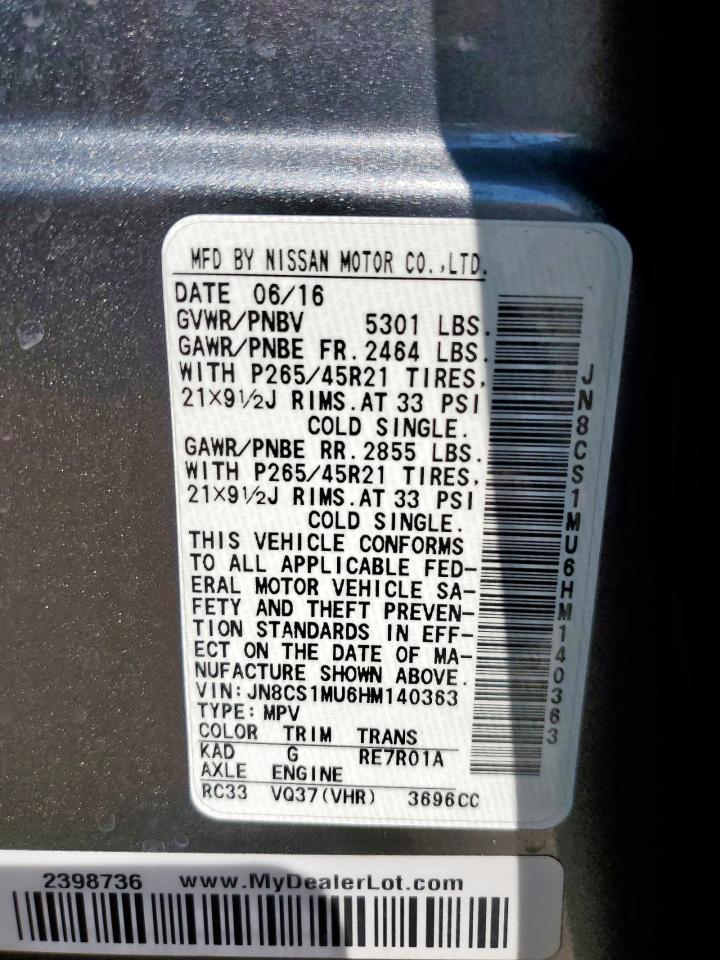 MFD BY NISSAN MOTOR CO.,LTD.
DATE 06/16
GVWR/PNBV 5301 LBS.
GAWR/PNBE FR. 2464 LBS.
WITH P265/45R21 TIRES,
21×9½J RIMS. AT 33 PSI
COLD SINGLE.
GAWR/PNBE RR. 2855 LBS.
WITH P265/45R21 TIRES,
21×9½J RIMS. AT 33 PSI
COLD SINGLE.
THIS VEHICLE CONFORMS
TO ALL APPLICABLE FED-
ERAL MOTOR VEHICLE SA-
FETY AND THEFT PREVEN-
TION STANDARDS IN EFF-
ECT ON THE DATE OF MA-
NUFACTURE SHOWN ABOVE.
VIN:JN8CS1MU6HM140363
TYPE:MPV
COLOR TRIM TRANS
KAD G RE7R01A
AXLE ENGINE
RC33 VQ37(VHR) 3696CC
JN8CS1MU6HM140363
2398736 www.MyDealerLot.com